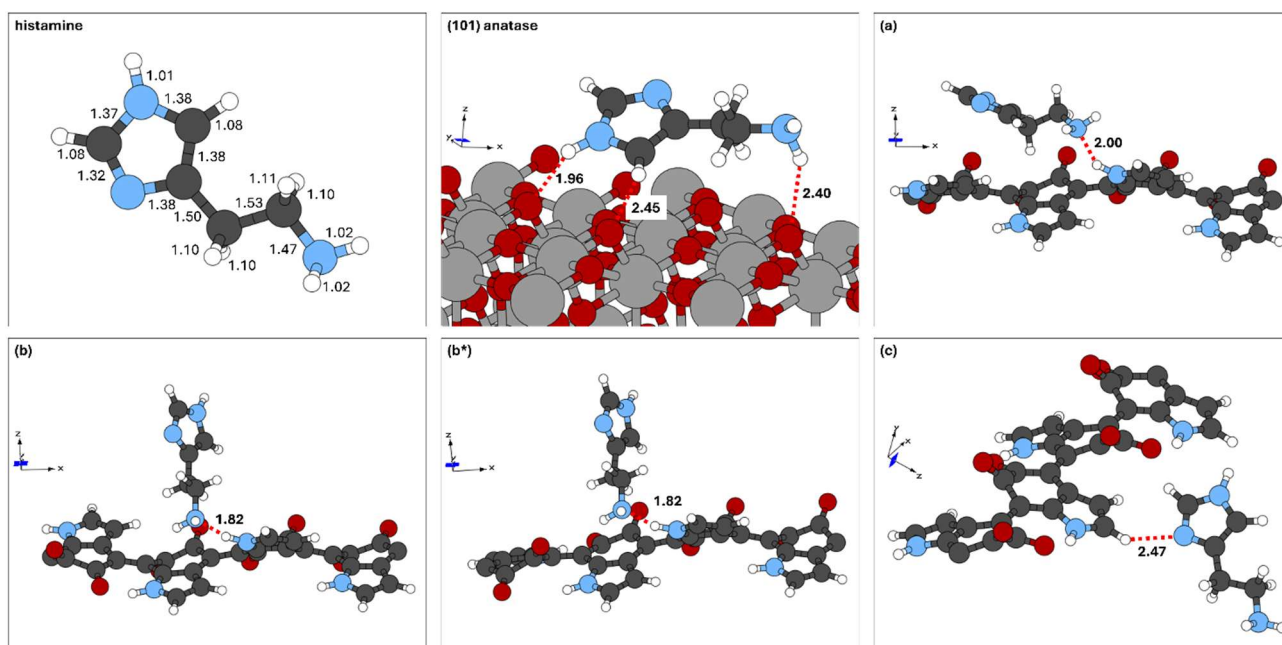 histamine
1.01
1.37
1.38
1.08
1.08
1.38
1.32
1.38
1.11
1.10
1.50
1.53
1.02
1.10
1.47
1.10
1.02
(101) anatase
z
Y
x
1.96
2.45
2.40
(a)
z
x
2.00
(b)
z
x
1.82
(b*)
z
x
1.82
(c)
Y
x
z
2.47